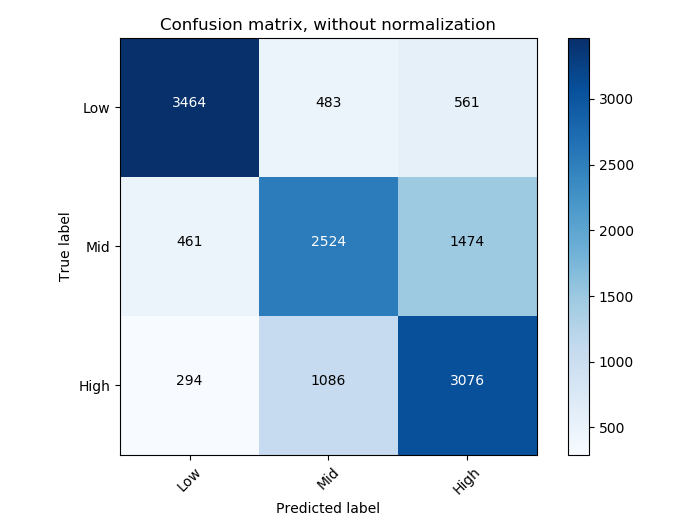 Confusion matrix, without normalization
Low 3464 483 561
Mid 461 2524 1474
High 294 1086 3076
Low Mid High
Predicted label
True label
3000
2500
2000
1500
1000
500